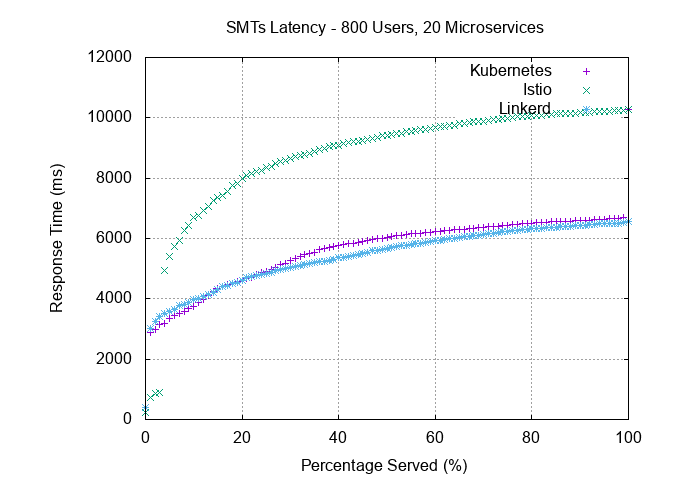 SMTs Latency - 800 Users, 20 Microservices
12000
10000
8000
6000
4000
2000
0
Response Time (ms)
Kubernetes
Istio
Linkerd
0 20 40 60 80 100
Percentage Served (%)